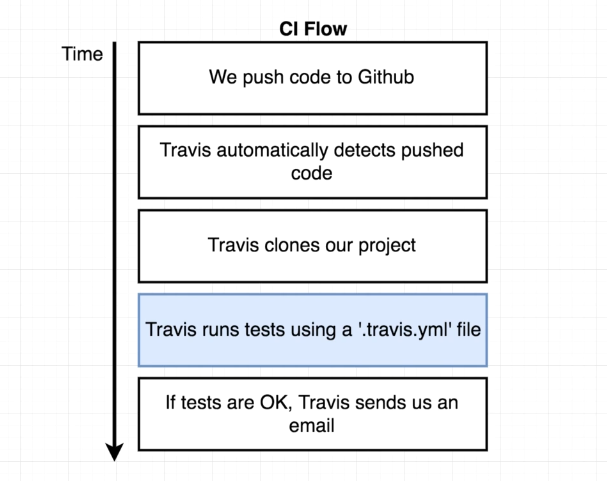 CI Flow
Time
We push code to Github
Travis automatically detects pushed
code
Travis clones our project
Travis runs tests using a '.travis.yml' file
If tests are OK, Travis sends us an
email